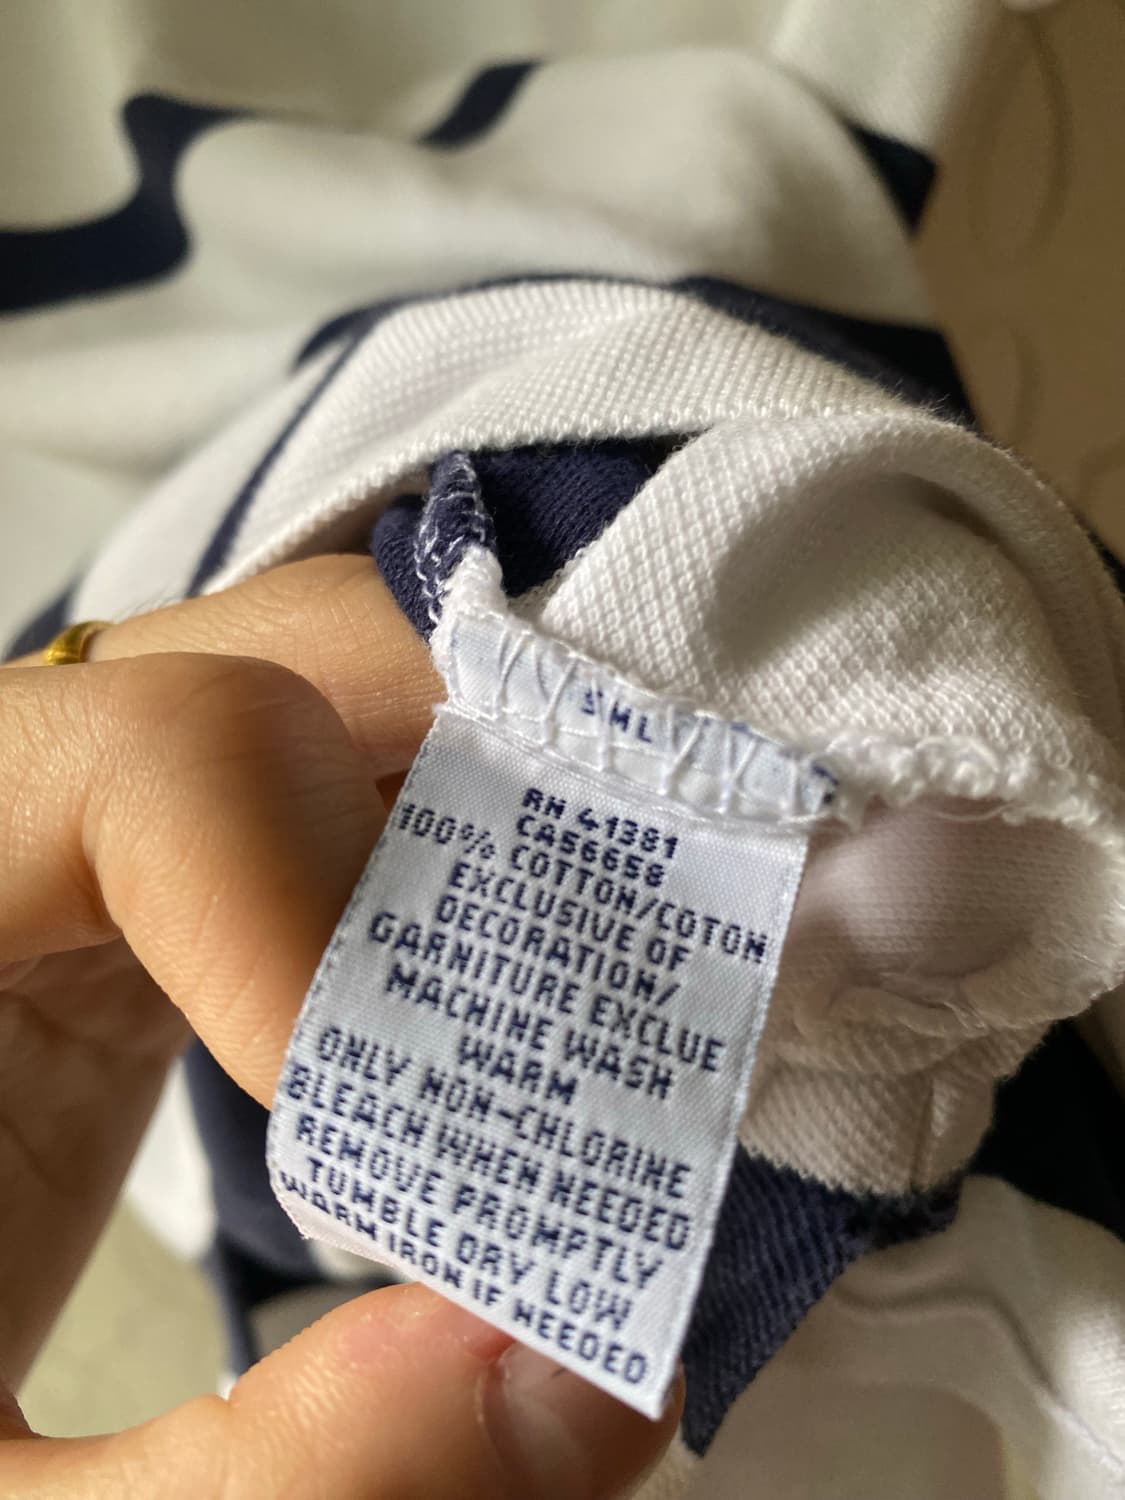 SML
RN 41381
CA56658
100% COTTON/COTON
EXCLUSIVE OF
DECORATION/
GARNITURE EXCLUE
MACHINE WASH
WARM
ONLY NON-CHLORINE
BLEACH WHEN NEEDED
REMOVE PROMPTLY
TUMBLE DRY LOW
WARM IRON IF NEEDED